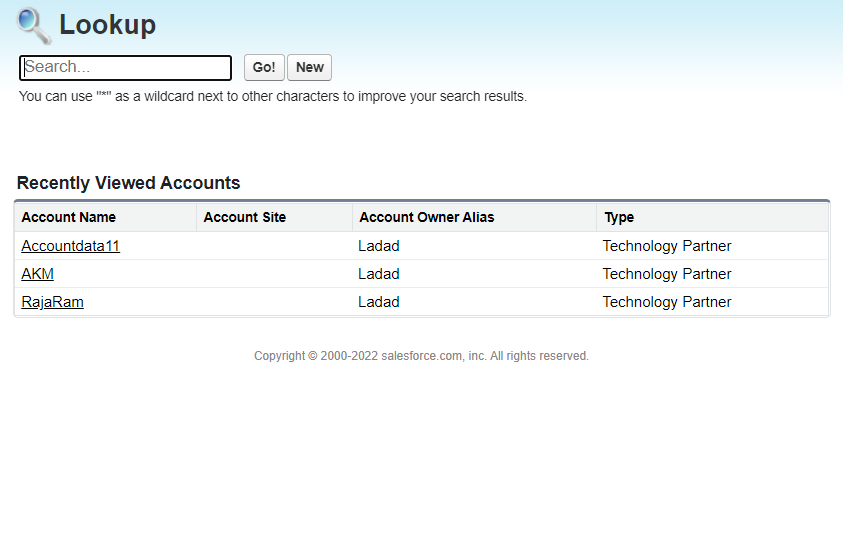 Lookup
Search...
Go! New
You can use "*" as a wildcard next to other characters to improve your search results.
Recently Viewed Accounts
Account Name Account Site Account Owner Alias Type
Accountdata11 Ladad Technology Partner
AKM Ladad Technology Partner
RajaRam Ladad Technology Partner
Copyright © 2000-2022 salesforce.com, inc. All rights reserved.